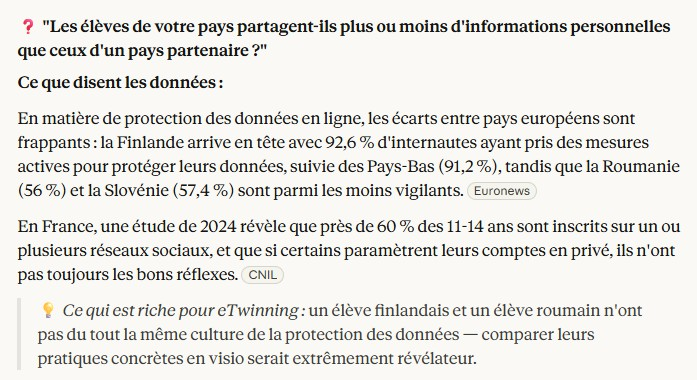 ❓ "Les élèves de votre pays partagent-ils plus ou moins d'informations personnelles
que ceux d'un pays partenaire ?"
Ce que disent les données :
En matière de protection des données en ligne, les écarts entre pays européens sont
frappants : la Finlande arrive en tête avec 92,6 % d'internautes ayant pris des mesures
actives pour protéger leurs données, suivie des Pays-Bas (91,2 %), tandis que la Roumanie
(56 %) et la Slovénie (57,4 %) sont parmi les moins vigilants. Euronews
En France, une étude de 2024 révèle que près de 60 % des 11-14 ans sont inscrits sur un ou
plusieurs réseaux sociaux, et que si certains paramètrent leurs comptes en privé, ils n'ont
pas toujours les bons réflexes. CNIL
💡 Ce qui est riche pour eTwinning : un élève finlandais et un élève roumain n'ont
pas du tout la même culture de la protection des données — comparer leurs
pratiques concrètes en visio serait extrêmement révélateur.